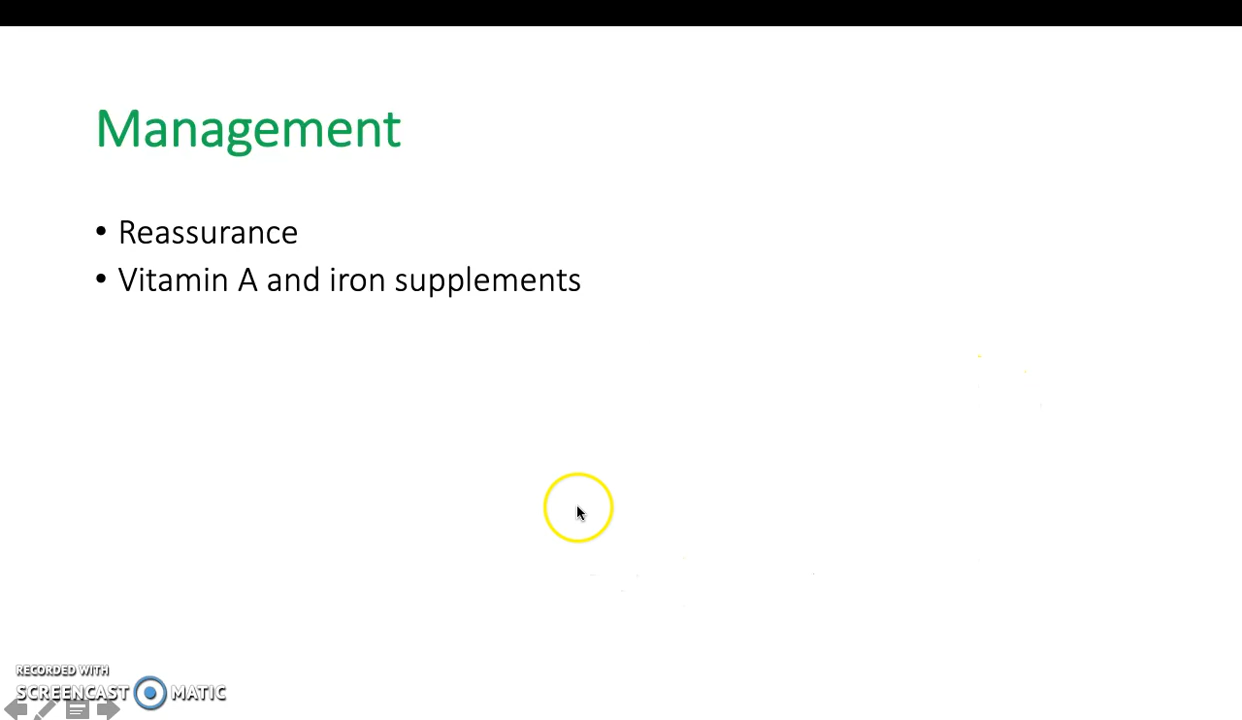 Management
• Reassurance
• Vitamin A and iron supplements
RECORDED WITH
SCREENCAST MATIC